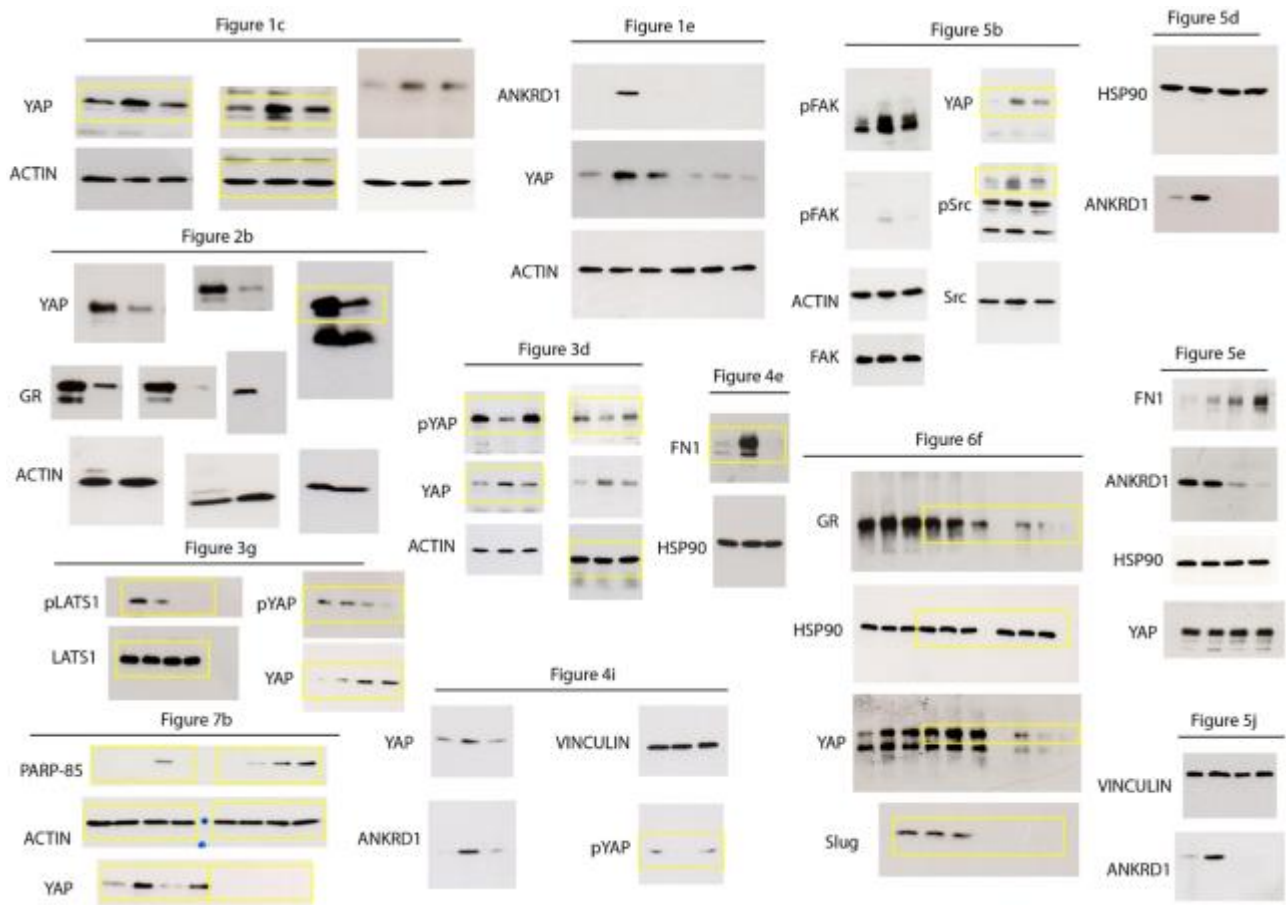 Figure 1c
YAP
ACTIN
Figure 1e
ANKRD1
YAP
ACTIN
Figure 5b
pFAK
YAP
pFAK
pSrc
ACTIN
Src
FAK
Figure 5d
HSP90
ANKRD1
Figure 2b
YAP
GR
ACTIN
Figure 3d
pYAP
YAP
ACTIN
Figure 4e
FN1
HSP90
Figure 5e
FN1
ANKRD1
HSP90
YAP
Figure 6f
GR
HSP90
YAP
Slug
Figure 3g
pLATS1
pYAP
LATS1
YAP
Figure 4i
YAP
VINCULIN
ANKRD1
pYAP
Figure 5j
VINCULIN
ANKRD1
Figure 7b
PARP-85
ACTIN
YAP